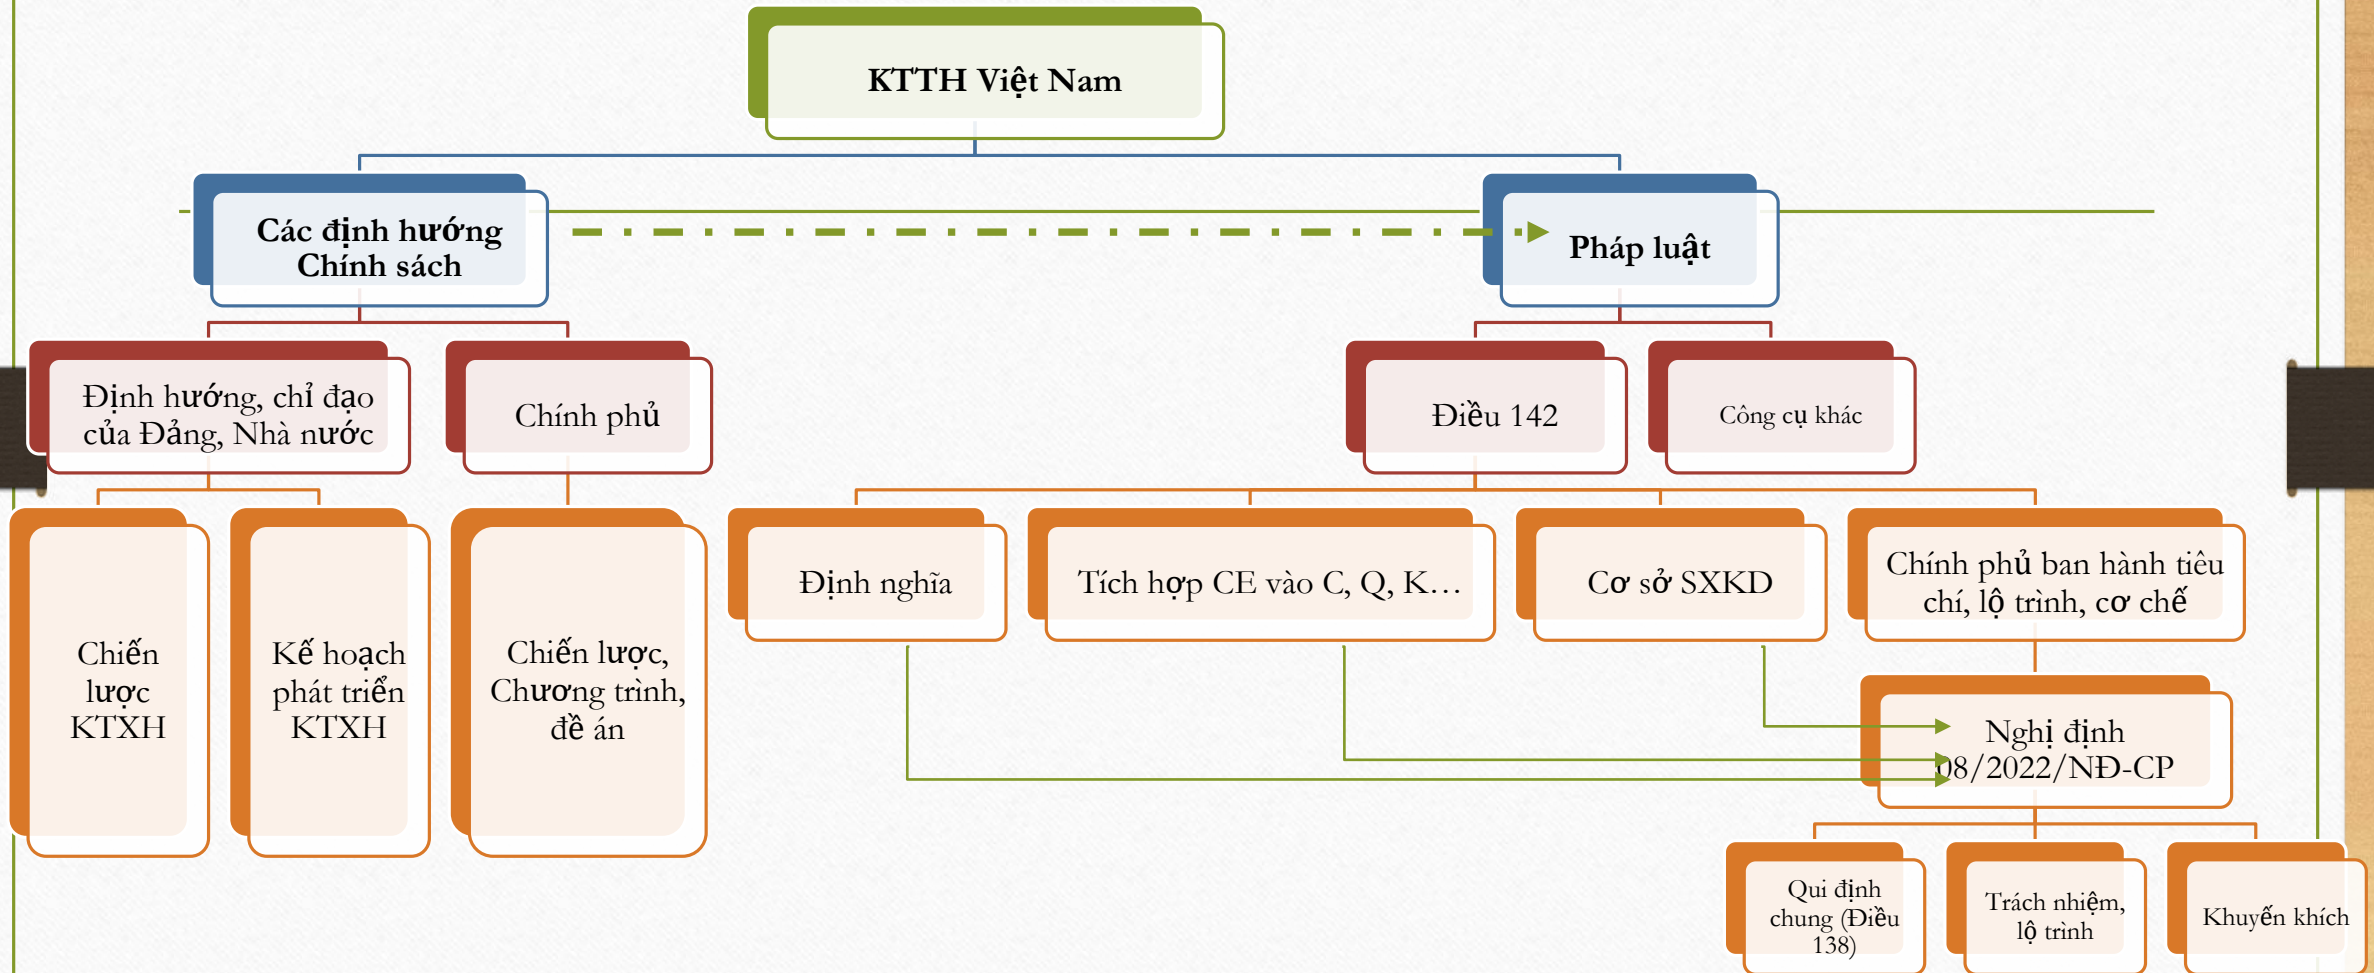 KTTH Việt Nam
Các định hướng
Chính sách
Pháp luật
Định hướng, chỉ đạo
của Đảng, Nhà nước
Chính phủ
Điều 142
Công cụ khác
Chiến
lược
KTXH
Kế hoạch
phát triển
KTXH
Chiến lược,
Chương trình,
đề án
Định nghĩa
Tích hợp CE vào C, Q, K…
Cơ sở SXKD
Chính phủ ban hành tiêu
chí, lộ trình, cơ chế
Nghị định
08/2022/NĐ-CP
Qui định
chung (Điều
138)
Trách nhiệm,
lộ trình
Khuyến khích